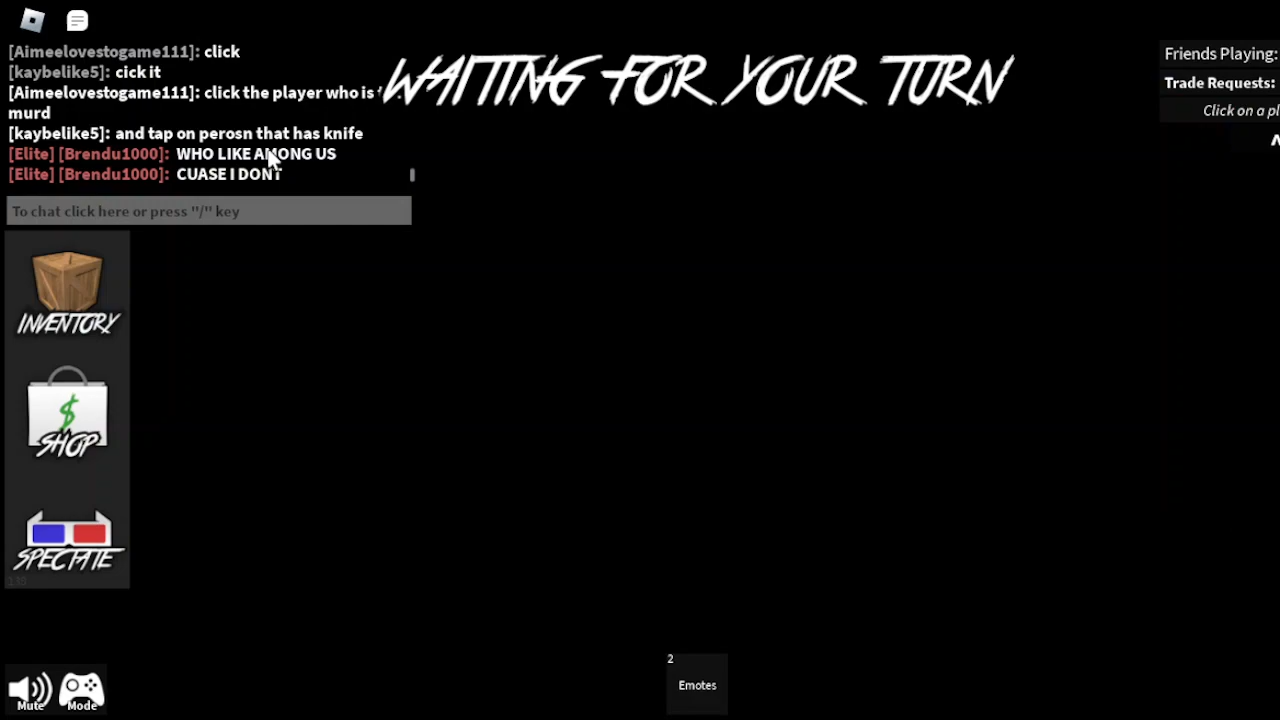 [Aimeelovestogame111]: click
[kaybelike5]: cick it
[Aimeelovestogame111]: click the player who is
murd
[kaybelike5]: and tap on perosn that has knife
[Elite] [Brendu1000]: WHO LIKE AMONG US
[Elite] [Brendu1000]: CUASE I DONT
To chat click here or press "/" key
WAITING FOR YOUR TURN
Friends Playing:
Trade Requests:
Click on a pl
INVENTORY
$
SHOP
SPECTATE
138
Mute
Mode
2
Emotes